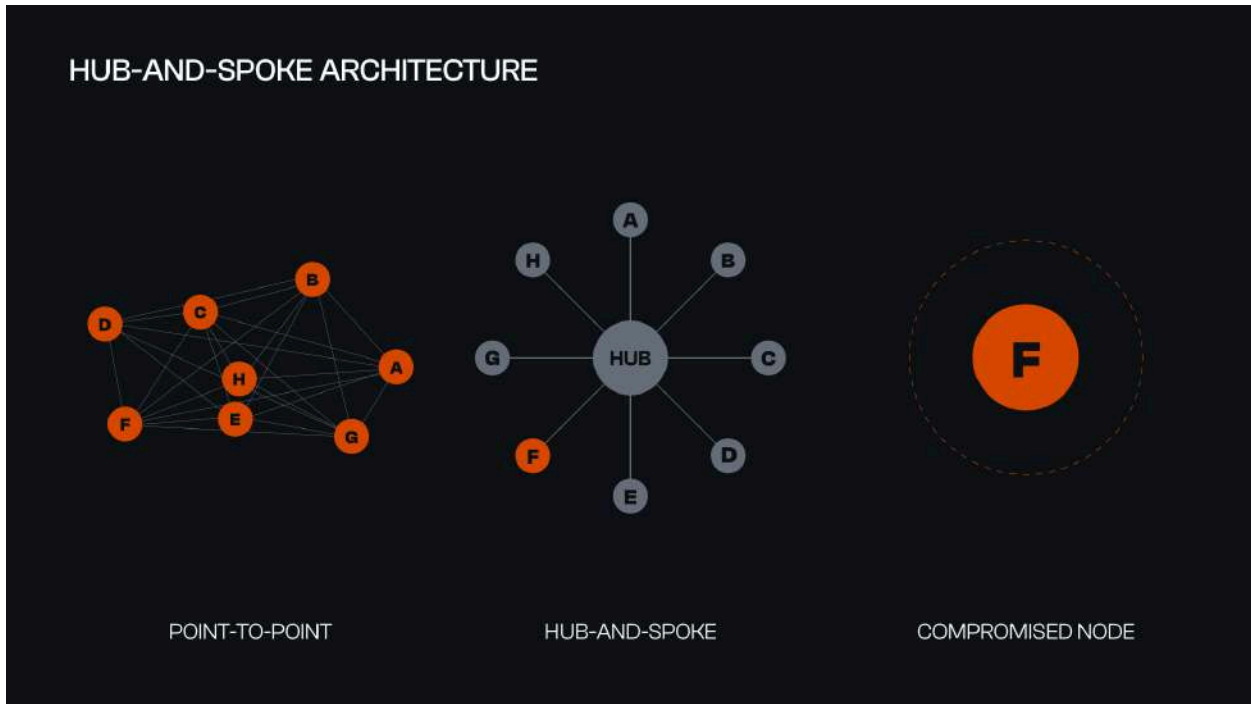 HUB-AND-SPOKE ARCHITECTURE
B
D
C
H
A
F
E
G
A
H
B
G
HUB
C
F
D
E
F
POINT-TO-POINT
HUB-AND-SPOKE
COMPROMISED NODE